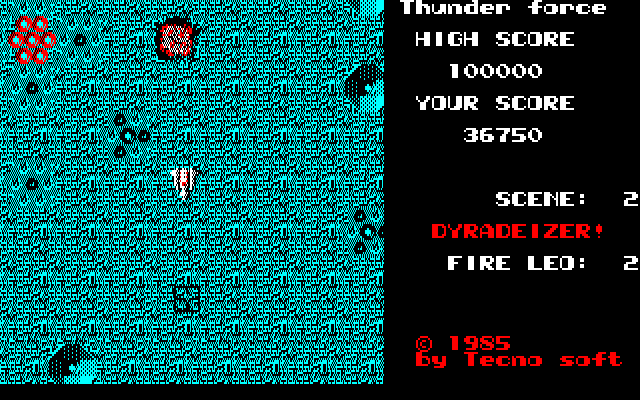 Thunder force
HIGH SCORE
100000
YOUR SCORE
36750
SCENE: 2
DYRADEIZER!
FIRE LEO: 2
© 1985
by Tecno soft